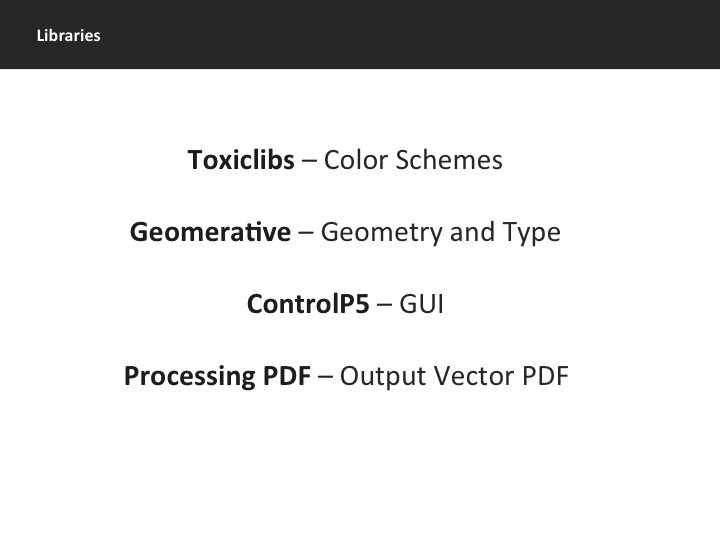 Libraries
Toxiclibs – Color Schemes
Geomerative – Geometry and Type
ControlP5 – GUI
Processing PDF – Output Vector PDF